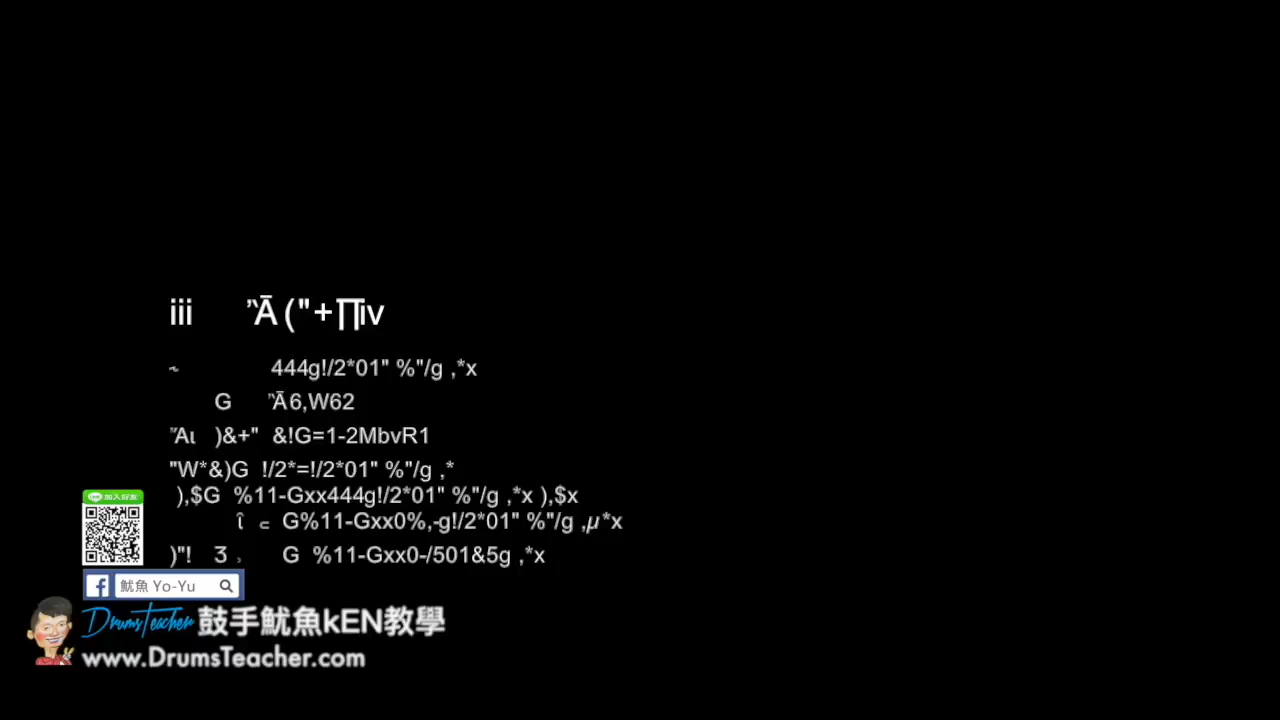 iii ˜Ā ("+∏iv
~ 444g!/2*01" %"/g ,*x
G ˜Ā6,W62
˜Aι )&+" &!G=1-2MbvR1
"W*&)G !/2*=!/2*01" %"/g ,*
),$G %11-Gxx444g!/2*01" %"/g ,*x ),$x
î ⊂ G%11-Gxx0%,-g!/2*01" %"/g ,µ*x
)"! 3 , G %11-Gxx0-/501&5g ,*x
LINE 加入好友
f 魷魚 Yo-Yu
DrumsTeacher 鼓手魷魚kEN教學
www.DrumsTeacher.com